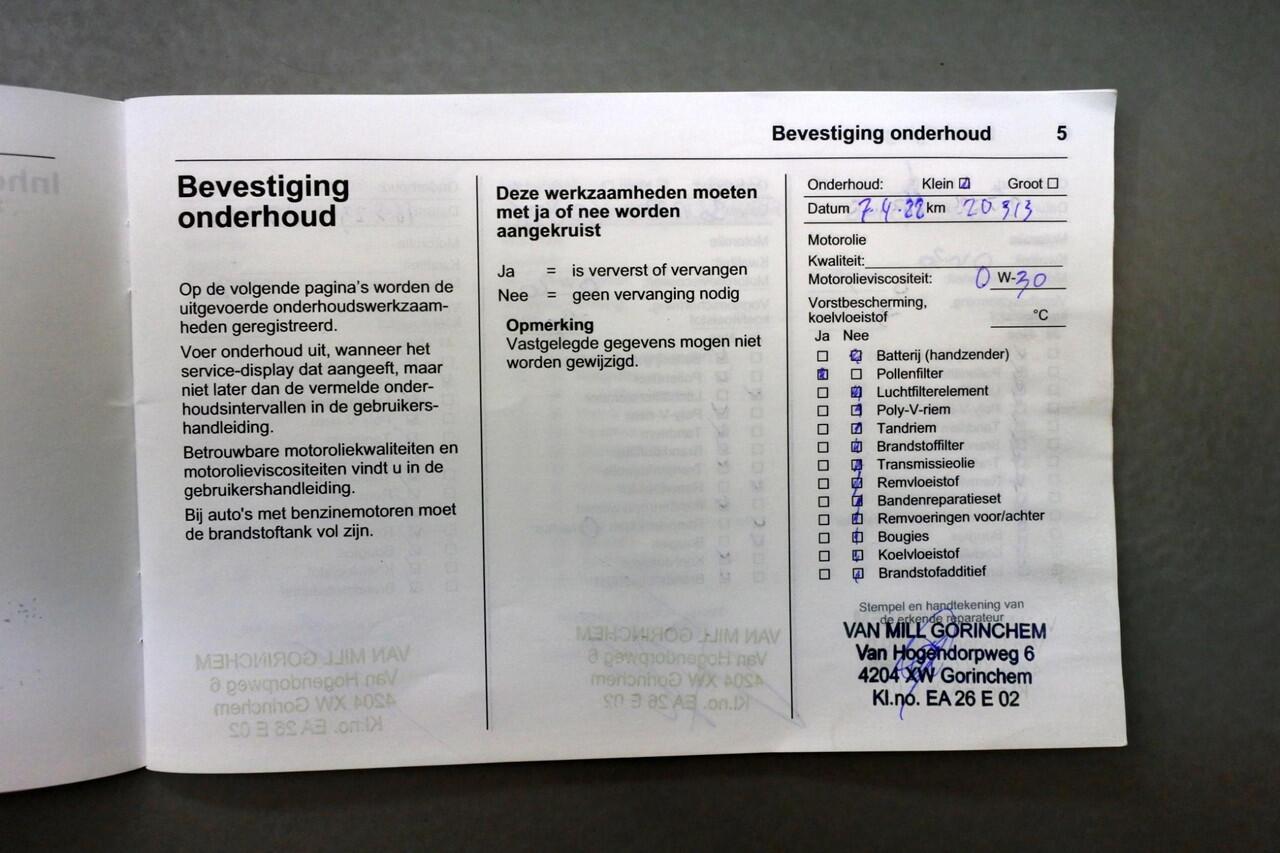 Bevestiging onderhoud 5
Bevestiging
onderhoud
Op de volgende pagina's worden de
uitgevoerde onderhoudswerkzaam-
heden geregistreerd.
Voer onderhoud uit, wanneer het
service-display dat aangeeft, maar
niet later dan de vermelde onder-
houdsintervallen in de gebruikers-
handleiding.
Betrouwbare motoroliekwaliteiten en
motorolieviscositeiten vindt u in de
gebruikershandleiding.
Bij auto's met benzinemotoren moet
de brandstoftank vol zijn.
Deze werkzaamheden moeten
met ja of nee worden
aangekruist
Ja = is ververst of vervangen
Nee = geen vervanging nodig
Opmerking
Vastgelegde gegevens mogen niet
worden gewijzigd.
Onderhoud: Klein Groot
Datum 7-4-22 km 20313
Motorolie
Kwaliteit:
Motorolieviscositeit: 0 W-30
Vorstbescherming,
koelvloeistof °C
Ja Nee
Batterij (handzender)
Pollenfilter
Luchtfilterelement
Poly-V-riem
Tandriem
Brandstoffilter
Transmissieolie
Remvloeistof
Bandenreparatieset
Remvoeringen voor/achter
Bougies
Koelvloeistof
Brandstofadditief
Stempel en handtekening van
de erkende reparateur
VAN MILL GORINCHEM
Van Hogendorpweg 6
4204 XW Gorinchem
Kl.no. EA 26 E 02